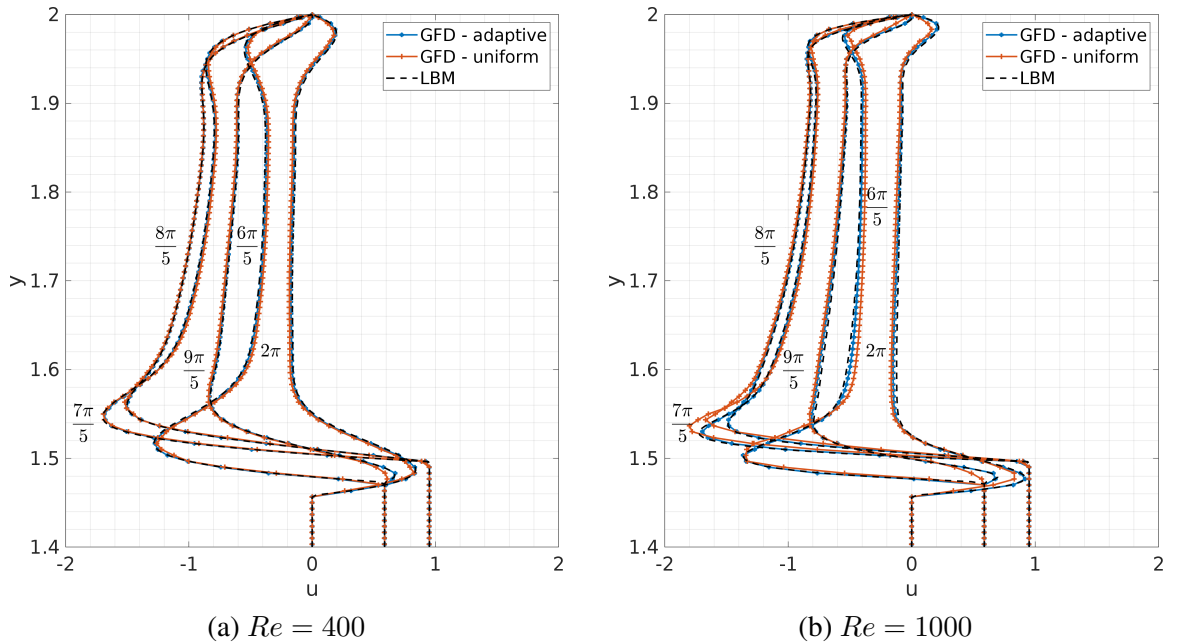 2
1.9
1.8
1.7
1.6
1.5
1.4
y
-2
-1
0
1
2
u
GFD - adaptive
GFD - uniform
LBM
8π/5
6π/5
9π/5
2π
7π/5
(a) Re = 400
2
1.9
1.8
1.7
1.6
1.5
1.4
y
-2
-1
0
1
2
u
GFD - adaptive
GFD - uniform
LBM
6π/5
8π/5
9π/5
2π
7π/5
(b) Re = 1000